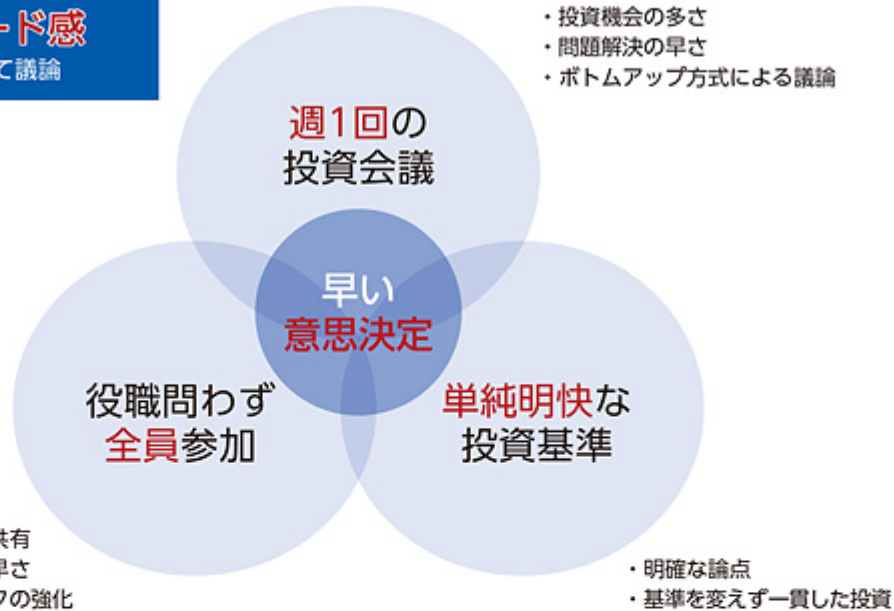 ード感
て議論
・投資機会の多さ
・問題解決の早さ
・ボトムアップ方式による議論
週1回の
投資会議
早い
意思決定
役職問わず
全員参加
単純明快な
投資基準
共有
早さ
クの強化
・明確な論点
・基準を変えず一貫した投資